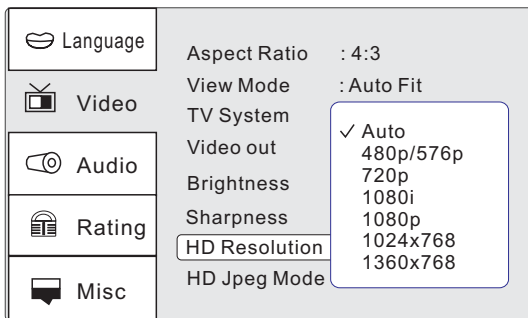 Language
Video
Audio
Rating
Misc
Aspect Ratio : 4:3
View Mode : Auto Fit
TV System
Video out
Brightness
Sharpness
HD Resolution
HD Jpeg Mode
✓ Auto
480p/576p
720p
1080i
1080p
1024x768
1360x768